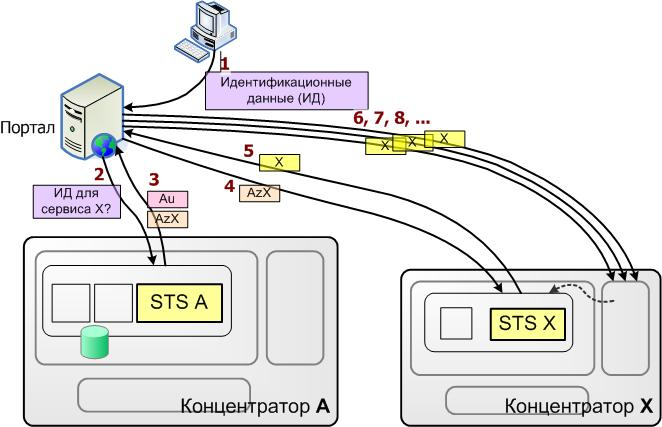 1
Идентификационные
данные (ИД)
Портал
6, 7, 8, ...
X
X
X
5
X
2
3
4
ИД для
сервиса X?
Au
AzX
AzX
STS A
STS X
Концентратор A
Концентратор X